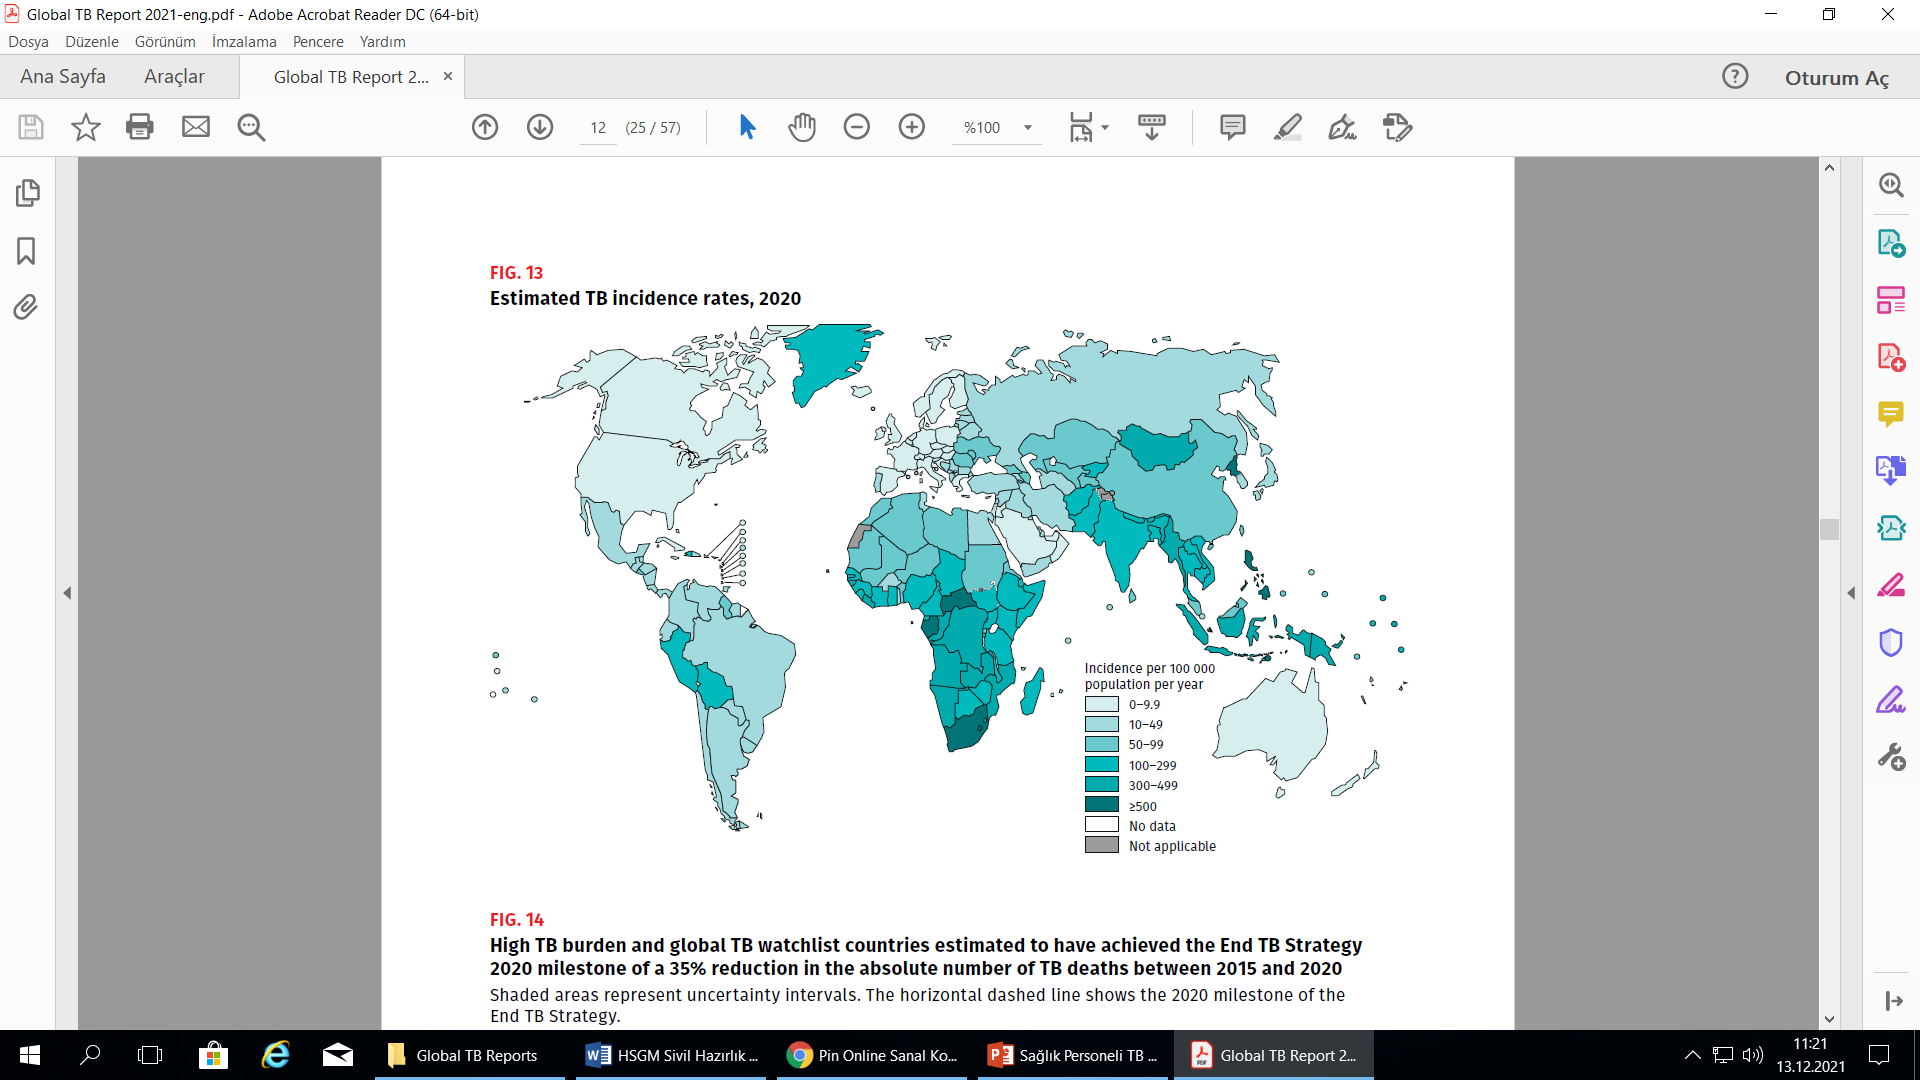 Global TB Report 2021-eng.pdf - Adobe Acrobat Reader DC (64-bit)
Dosya Düzenle Görünüm İmzalama Pencere Yardım
Ana Sayfa Araçlar Global TB Report 2... × Oturum Aç
12 (25 / 57) %100
FIG. 13
Estimated TB incidence rates, 2020
Incidence per 100 000
population per year
0–9.9
10–49
50–99
100–299
300–499
≥500
No data
Not applicable
FIG. 14
High TB burden and global TB watchlist countries estimated to have achieved the End TB Strategy
2020 milestone of a 35% reduction in the absolute number of TB deaths between 2015 and 2020
Shaded areas represent uncertainty intervals. The horizontal dashed line shows the 2020 milestone of the
End TB Strategy.
Global TB Reports HSGM Sivil Hazırlık ... Pin Online Sanal Ko... Sağlık Personeli TB ... Global TB Report 2... 11:21
13.12.2021